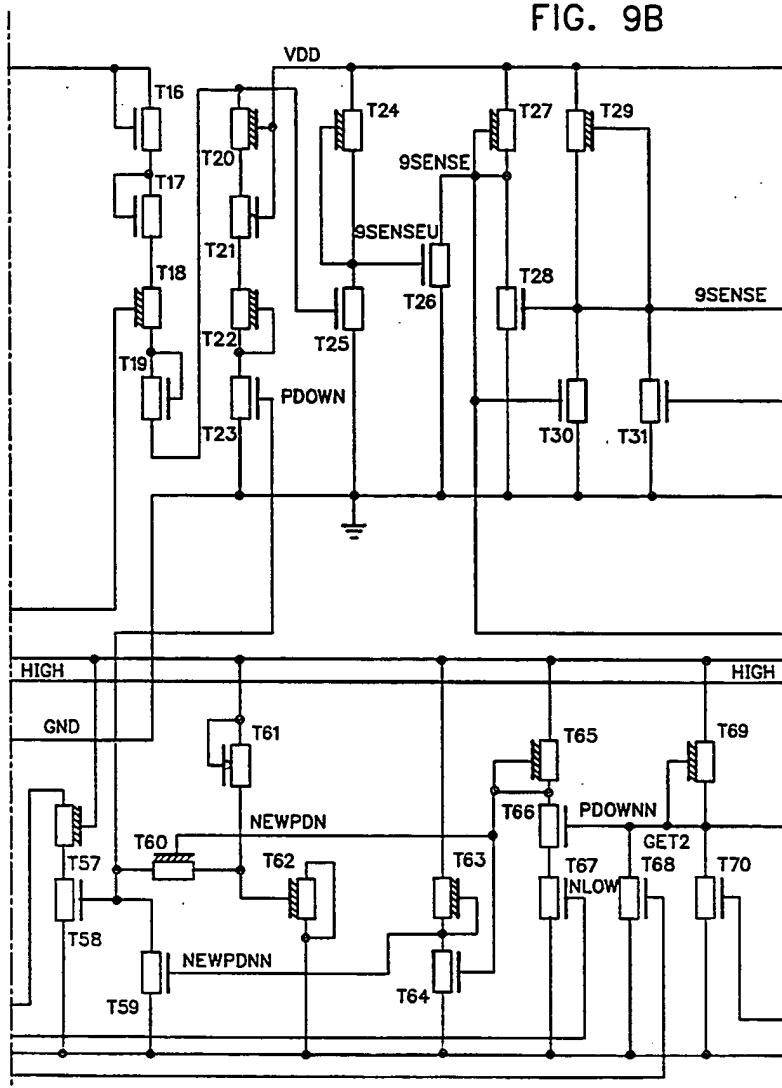 FIG. 9B
VDD
T16
T24
T27
T29
T20
T17
9SENSE
T21
9SENSEU
T18
T26
T28
9SENSE
T22
T25
T19
PDOWN
T23
T30
T31
HIGH
HIGH
GND
T61
T65
T69
NEWPDN
T66
PDOWNN
T60
GET2
T57
T62
T63
T67
NLOW
T68
T70
T58
NEWPDNN
T59
T64